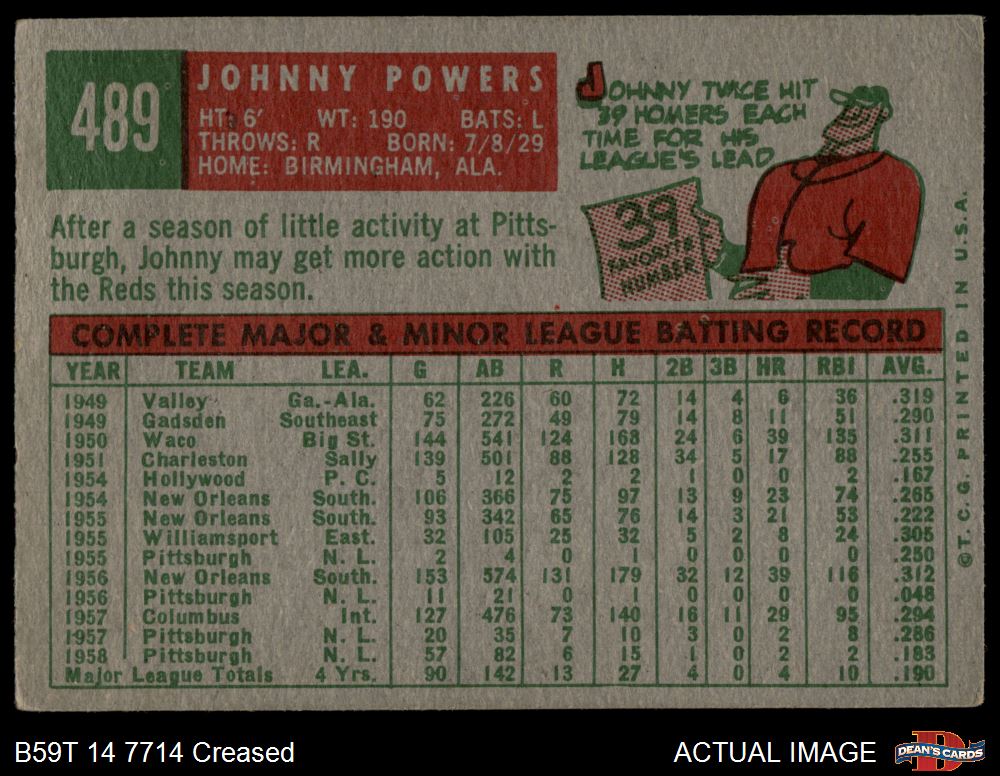 489
JOHNNY POWERS
HT: 6' WT: 190 BATS: L
THROWS: R BORN: 7/8/29
HOME: BIRMINGHAM, ALA.
JOHNNY TWICE HIT
39 HOMERS EACH
TIME FOR HIS
LEAGUE'S LEAD
39
FAVORITE
NUMBER
After a season of little activity at Pitts-
burgh, Johnny may get more action with
the Reds this season.
COMPLETE MAJOR & MINOR LEAGUE BATTING RECORD
YEAR TEAM LEA. G AB R H 2B 3B HR RBI AVG.
1949 Valley Ga.-Ala. 62 226 60 72 14 4 6 36 .319
1949 Gadsden Southeast 75 272 49 79 14 8 11 51 .290
1950 Waco Big St. 144 541 124 168 24 6 39 135 .311
1951 Charleston Sally 139 501 88 128 34 5 17 88 .255
1954 Hollywood P. C. 5 12 2 2 1 0 0 2 .167
1954 New Orleans South. 106 366 75 97 13 9 23 74 .265
1955 New Orleans South. 93 342 65 76 14 3 21 53 .222
1955 Williamsport East. 32 105 25 32 5 2 8 24 .305
1955 Pittsburgh N. L. 2 4 0 1 0 0 0 0 .250
1956 New Orleans South. 153 574 131 179 32 12 39 116 .312
1956 Pittsburgh N. L. 11 21 0 1 0 0 0 0 .048
1957 Columbus Int. 127 476 73 140 16 11 29 95 .294
1957 Pittsburgh N. L. 20 35 7 10 3 0 2 8 .286
1958 Pittsburgh N. L. 57 82 6 15 1 0 2 2 .183
Major League Totals 4 Yrs. 90 142 13 27 4 0 4 10 .190
©T. C. G. PRINTED IN U.S.A.
B59T 14 7714 Creased
ACTUAL IMAGE
DEAN'S CARDS